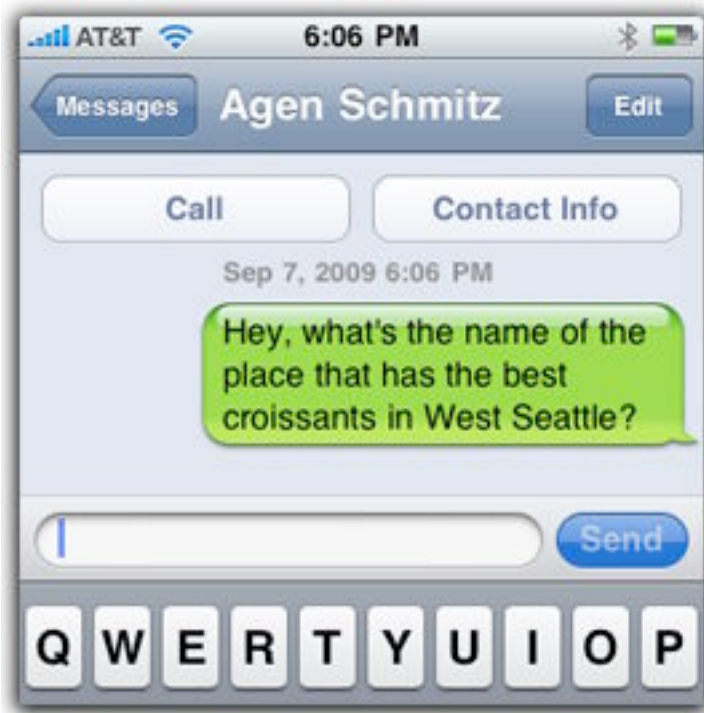 AT&T 6:06 PM
Messages Agen Schmitz Edit
Call Contact Info
Sep 7, 2009 6:06 PM
Hey, what's the name of the
place that has the best
croissants in West Seattle?
Send
Q W E R T Y U I O P